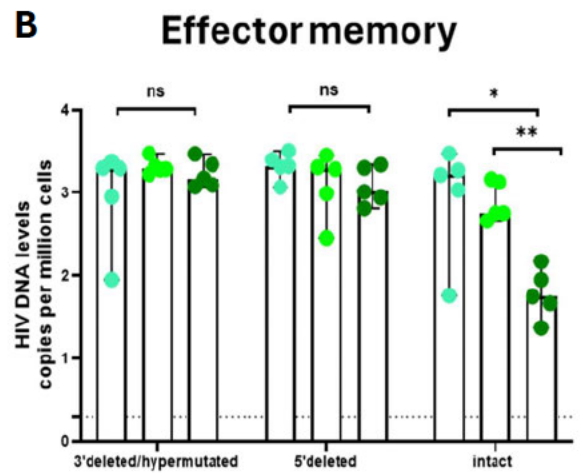 B
Effector memory
ns
ns
*
**
HIV DNA levels
copies per million cells
4
3
2
1
0
3'deleted/hypermutated
5'deleted
intact